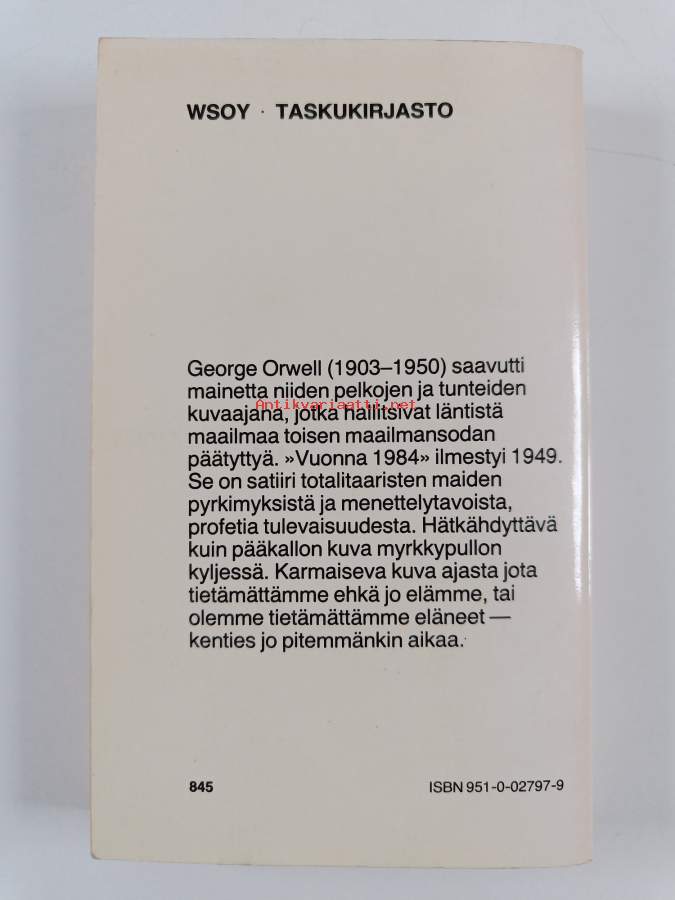 WSOY · TASKUKIRJASTO
George Orwell (1903–1950) saavutti
mainetta niiden pelkojen ja tunteiden
kuvaajana, jotka hallitsivat läntistä
Antikvariaatti.net
maailmaa toisen maailmansodan
päätyttyä. »Vuonna 1984» ilmestyi 1949.
Se on satiiri totalitaaristen maiden
pyrkimyksistä ja menettelytavoista,
profetia tulevaisuudesta. Hätkähdyttävä
kuin pääkallon kuva myrkkypullon
kyljessä. Karmaiseva kuva ajasta jota
tietämättämme ehkä jo elämme, tai
olemme tietämättämme eläneet —
kenties jo pitemmänkin aikaa.
845
ISBN 951-0-02797-9